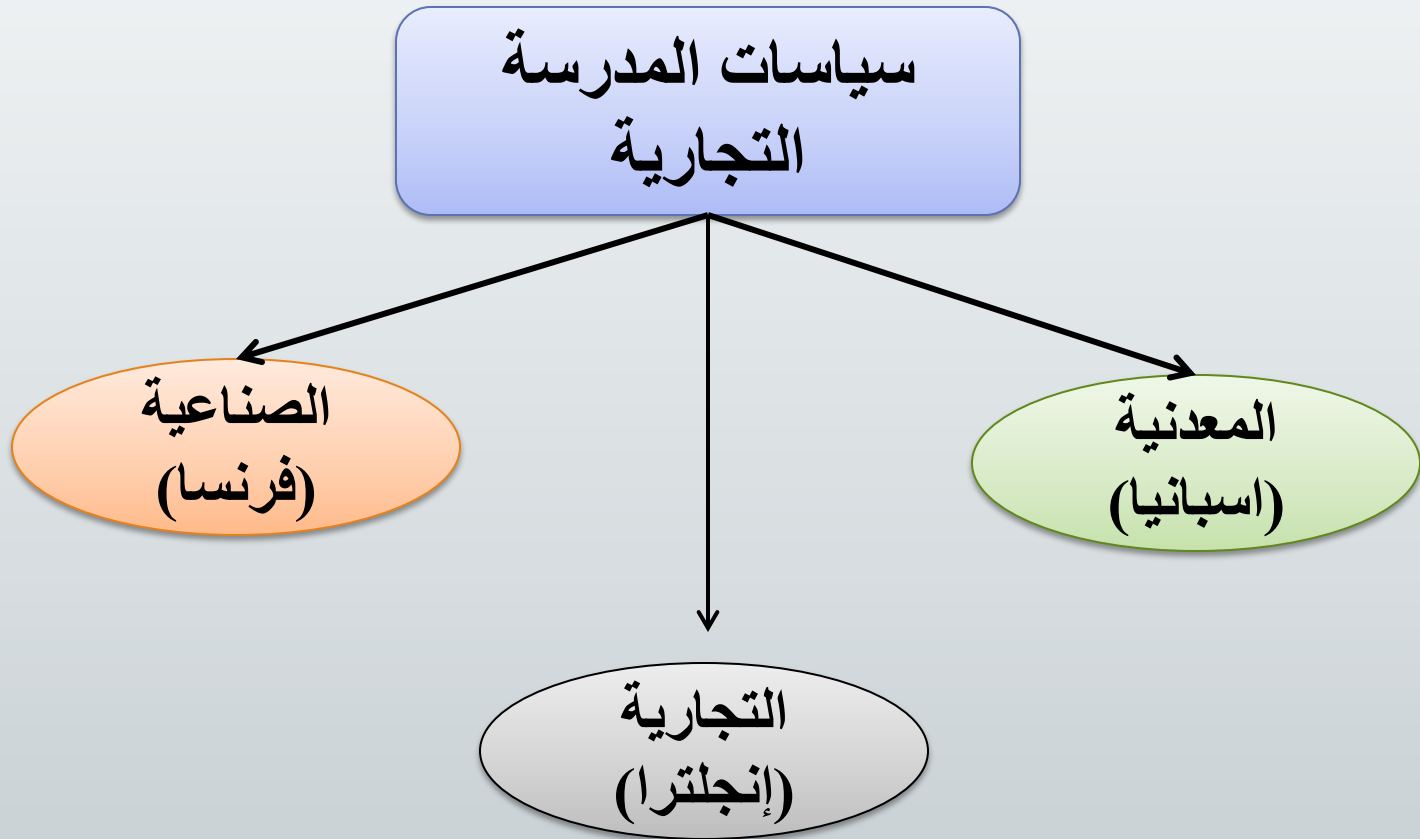 سياسات المدرسة
التجارية
المعدنية
(اسبانيا)
الصناعية
(فرنسا)
التجارية
(إنجلترا)